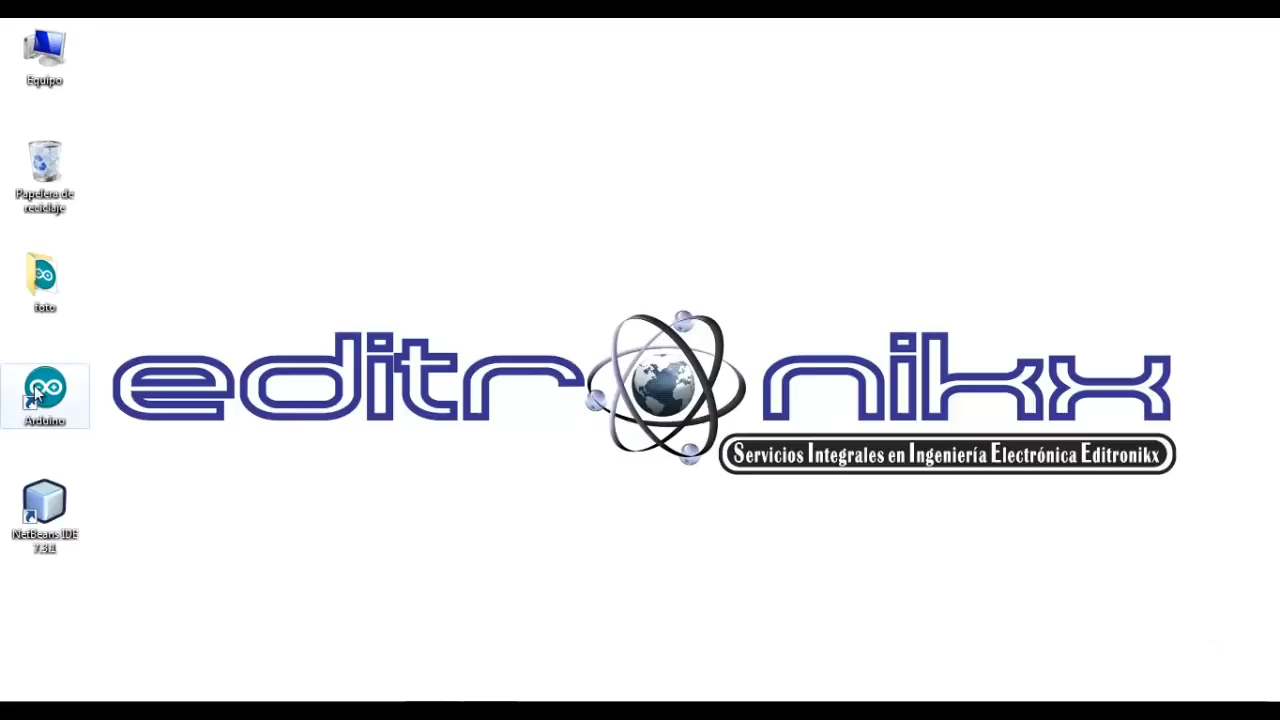 Equipo
Papelera de
reciclaje
foto
Arduino
NetBeans IDE
7.3.1
editronikx
Servicios Integrales en Ingeniería Electrónica Editronikx